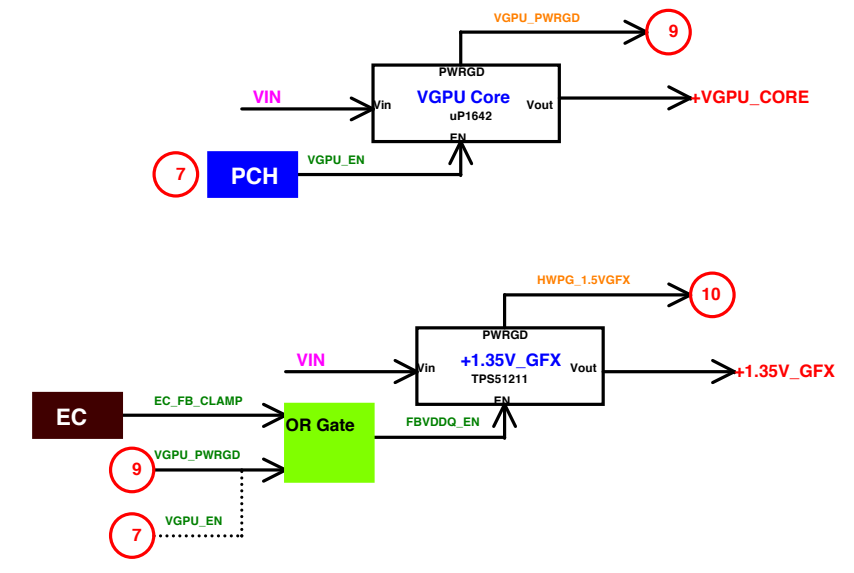 VGPU_PWRGD
9
PWRGD
VIN
Vin
VGPU Core
Vout
+VGPU_CORE
uP1642
EN
VGPU_EN
7
PCH
HWPG_1.5VGFX
10
PWRGD
VIN
Vin
+1.35V_GFX
Vout
+1.35V_GFX
TPS51211
EN
EC_FB_CLAMP
EC
OR Gate
FBVDDQ_EN
VGPU_PWRGD
9
VGPU_EN
7